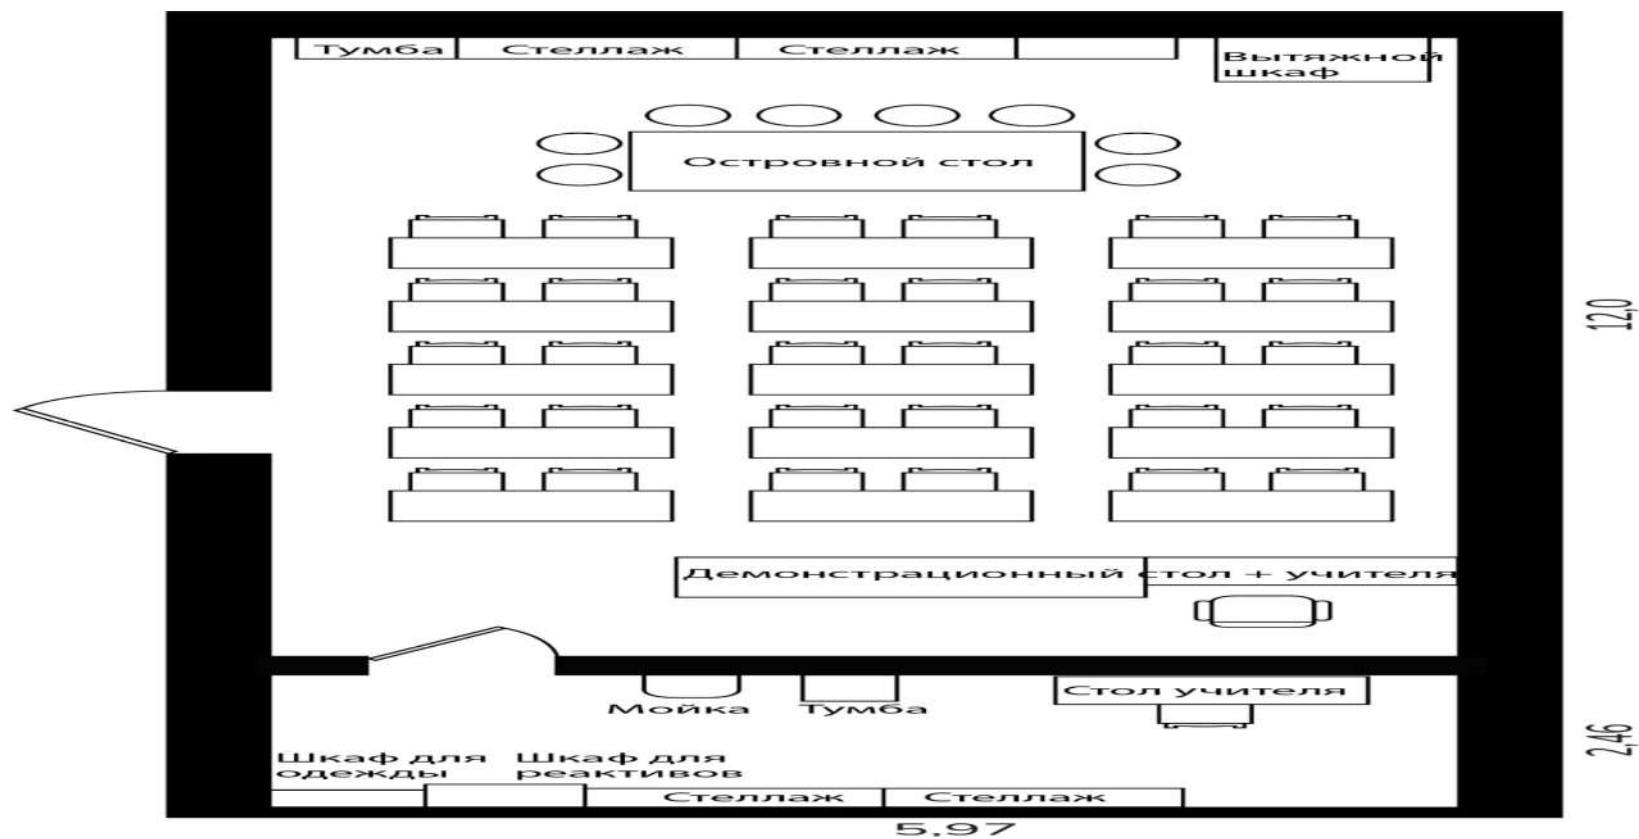 Тумба
Стеллаж
Стеллаж
Вытяжной
шкаф
Островной стол
12,0
Демонстрационный стол + учителя
Мойка
Тумба
Стол учителя
2,46
Шкаф для
одежды
Шкаф для
реактивов
Стеллаж
Стеллаж
5,97